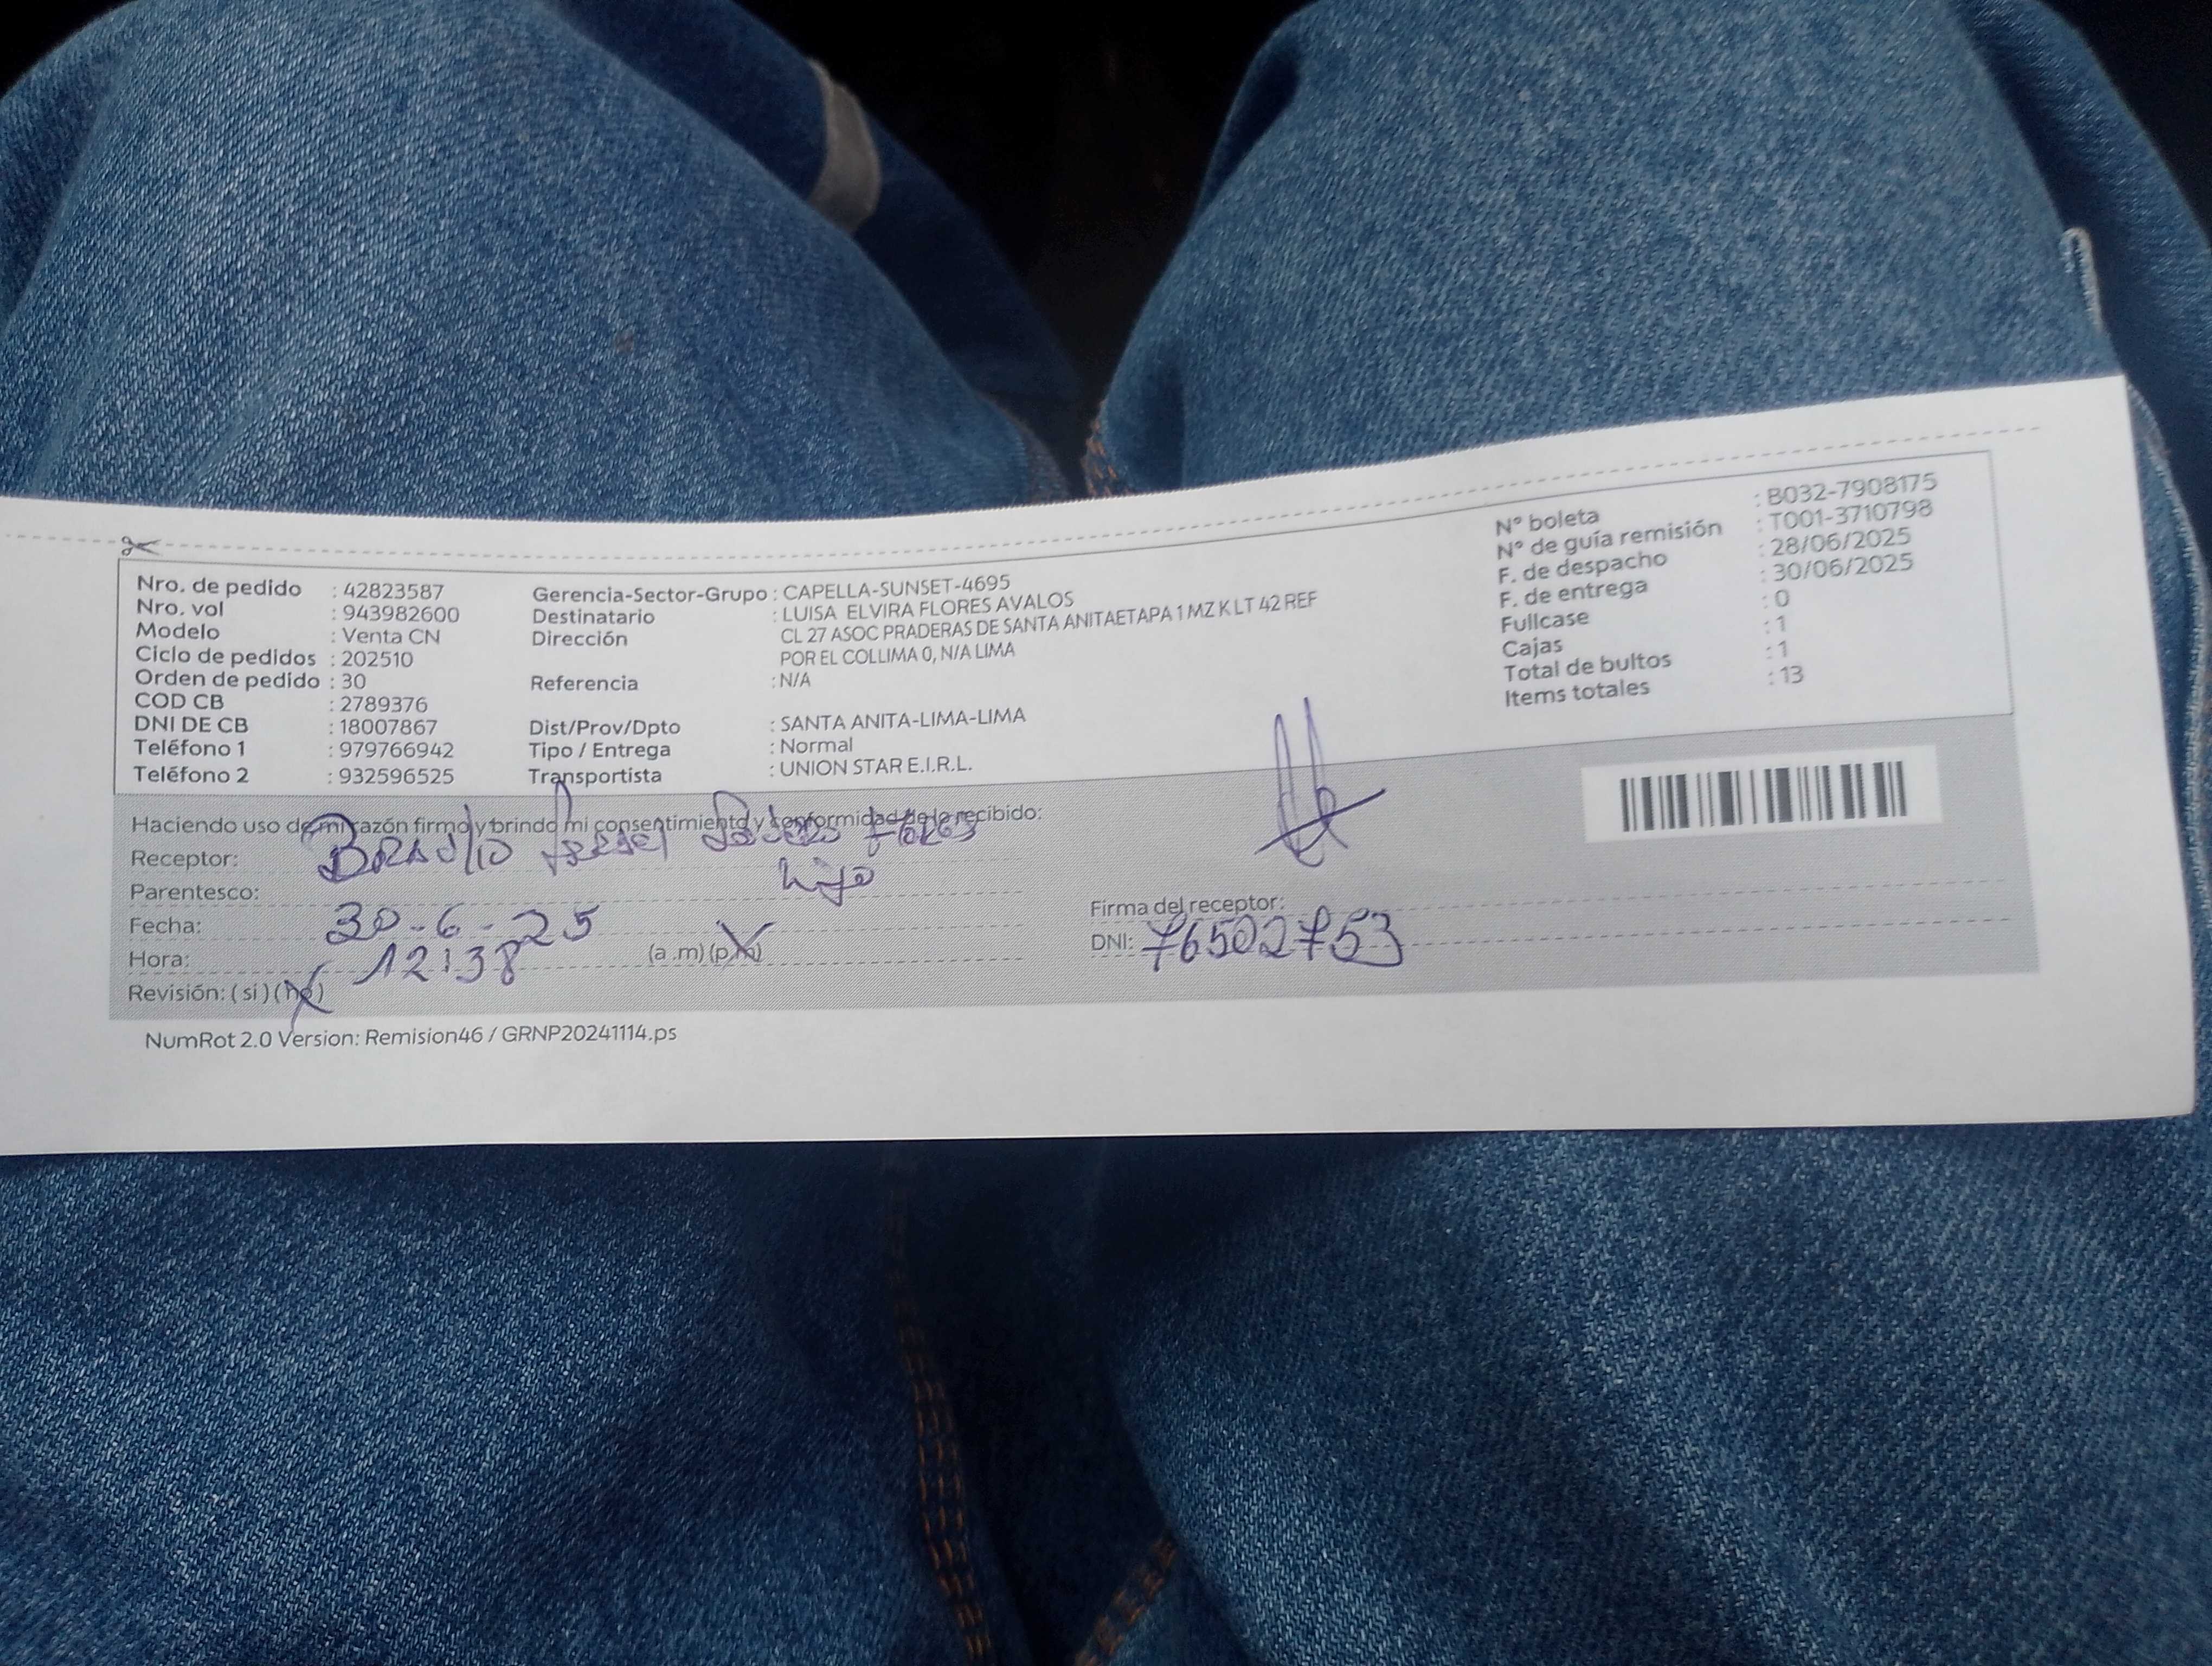 Nro. de pedido : 42823587
Nro. vol : 943982600
Modelo : Venta CN
Ciclo de pedidos : 202510
Orden de pedido : 30
COD CB : 2789376
DNI DE CB : 18007867
Teléfono 1 : 979766942
Teléfono 2 : 932596525
Gerencia-Sector-Grupo : CAPELLA-SUNSET-4695
Destinatario : LUISA ELVIRA FLORES AVALOS
Dirección CL 27 ASOC PRADERAS DE SANTA ANITAETAPA 1 MZ K LT 42 REF
POR EL COLLIMA 0, N/A LIMA
Referencia : N/A
Dist/Prov/Dpto : SANTA ANITA-LIMA-LIMA
Tipo / Entrega : Normal
Transportista : UNION STAR E.I.R.L.
N° boleta : B032-7908175
N° de guía remisión : T001-3710798
F. de despacho : 28/06/2025
F. de entrega : 30/06/2025
Fullcase : 0
Cajas : 1
Total de bultos : 1
Items totales : 13
Haciendo uso de mi razón firmo y brindo mi consentimiento y conformidad de lo recibido:
Receptor:
Parentesco: hijo
Fecha: 30-6-25
Hora: 12:38 (a.m) (p.m)
Revisión: (si) (no)
Firma del receptor:
DNI: 76502753
NumRot 2.0 Version: Remision46 / GRNP20241114.ps